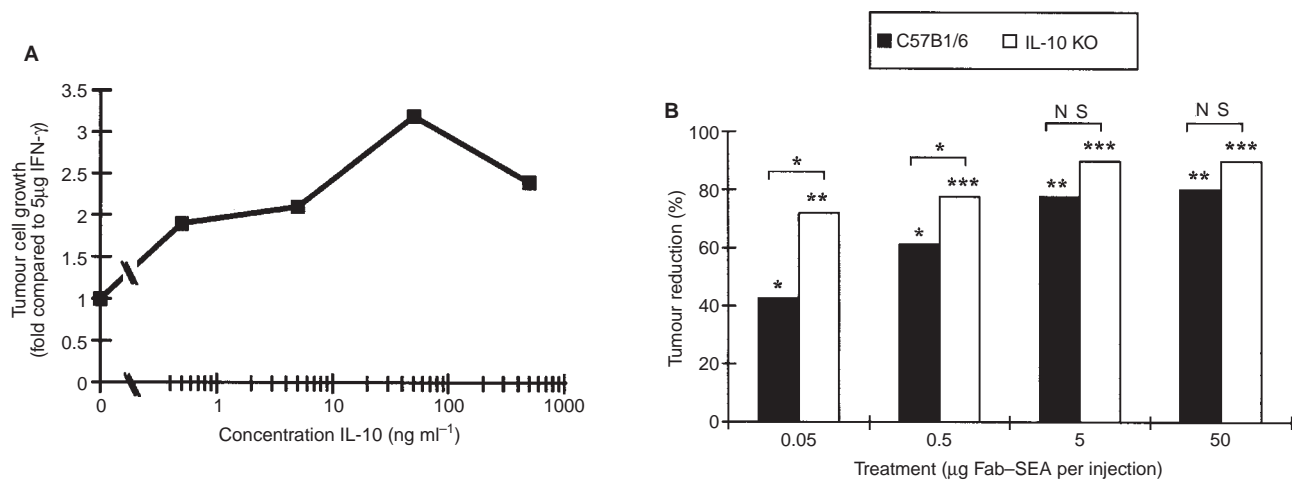 A
Tumour cell growth
(fold compared to 5μg IFN-γ)
3.5
3
2.5
2
1.5
1
0.5
0
0 1 10 100 1000
Concentration IL-10 (ng ml⁻¹)
C57B1/6 IL-10 KO
B
Tumour reduction (%)
100
80
60
40
20
0
* * N S N S
* ** * *** ** *** ** ***
0.05 0.5 5 50
Treatment (μg Fab–SEA per injection)